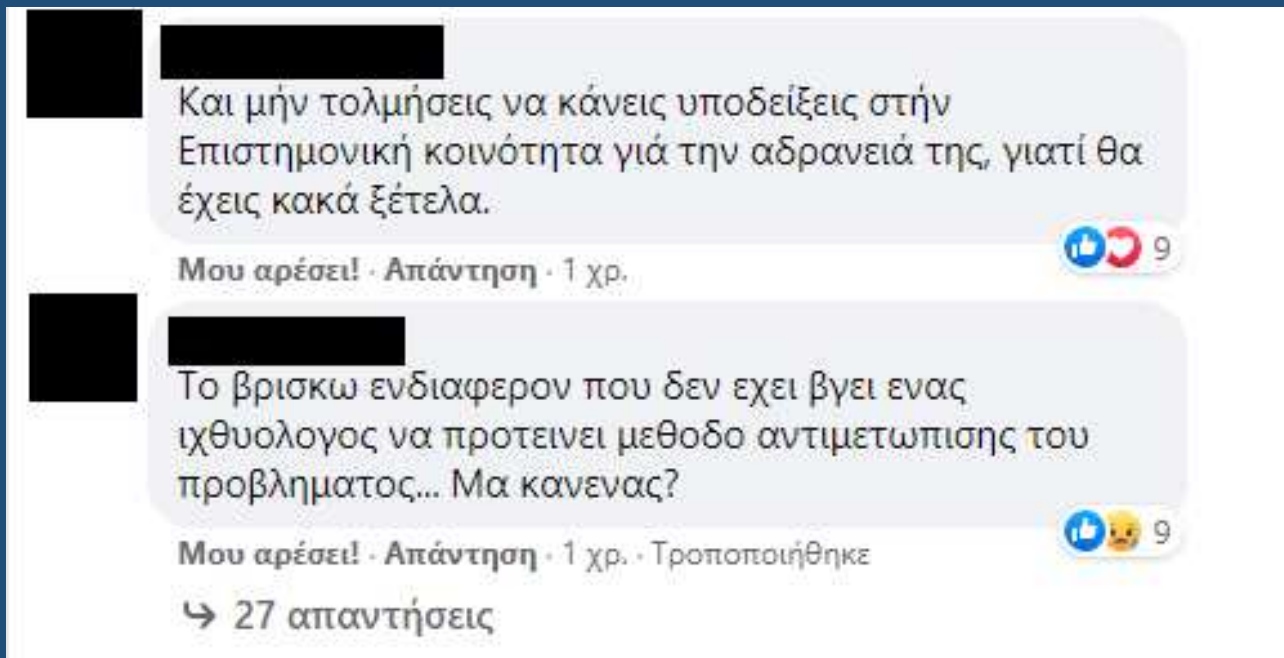 Και μήν τολμήσεις να κάνεις υποδείξεις στήν
Επιστημονική κοινότητα γιά την αδρανειά της, γιατί θα
έχεις κακά ξέτελα.
9
Μου αρέσει! · Απάντηση · 1 χρ.
Το βρισκω ενδιαφερον που δεν εχει βγει ενας
ιχθυολογος να προτεινει μεθοδο αντιμετωπισης του
προβληματος... Μα κανενας?
9
Μου αρέσει! · Απάντηση · 1 χρ. · Τροποποιήθηκε
27 απαντήσεις